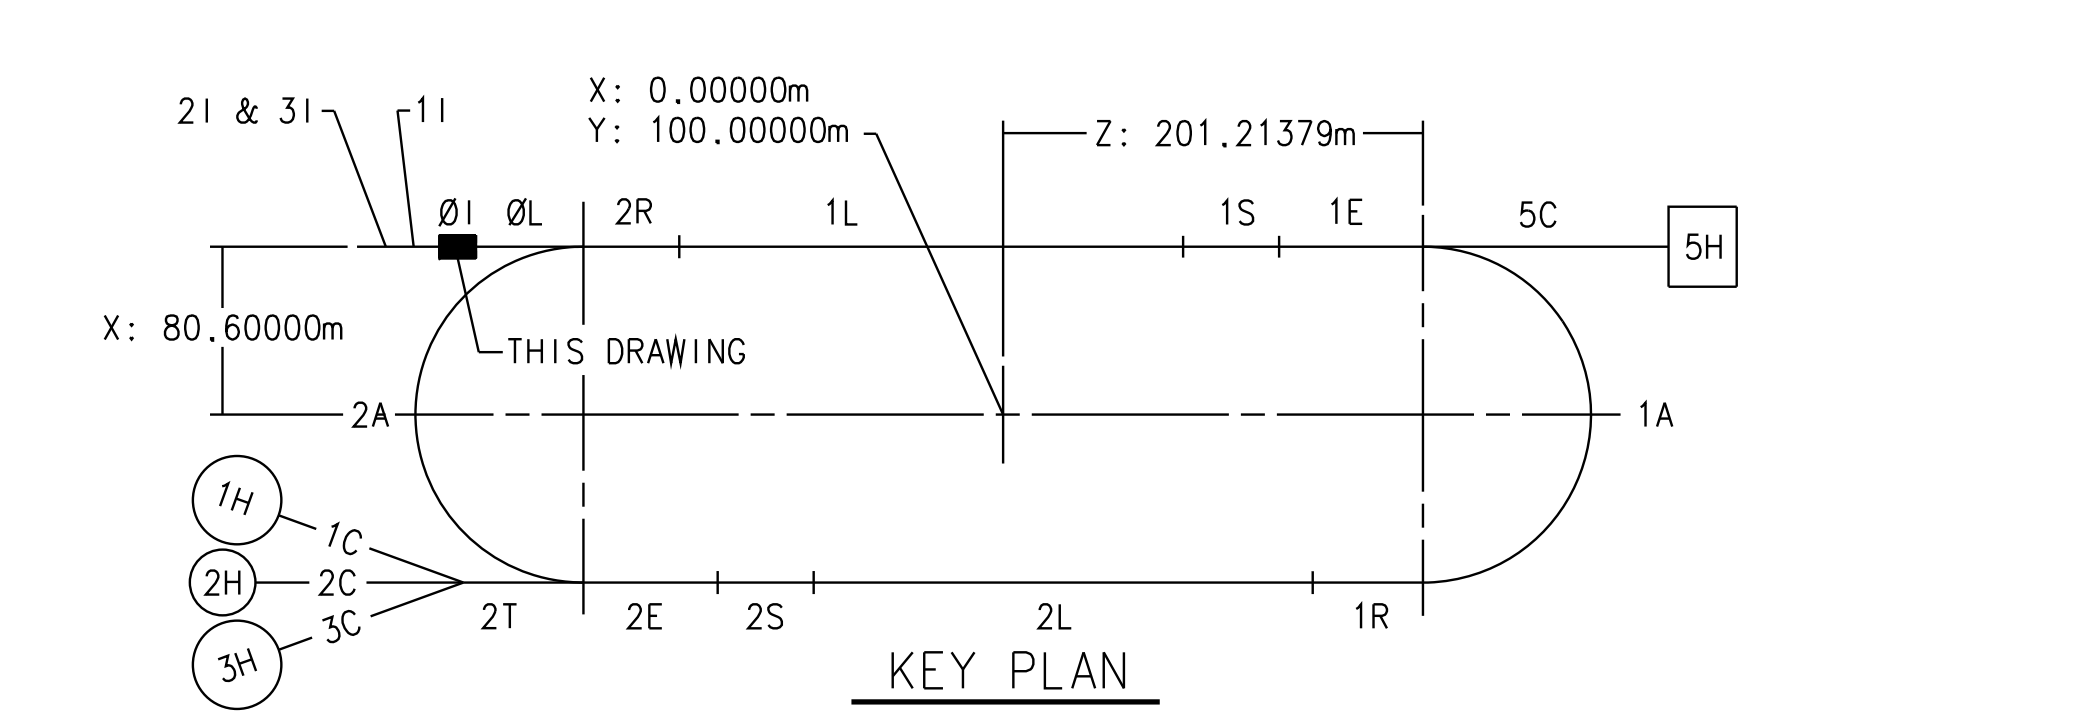 X: 0.00000m
2I & 3I
1I
Y: 100.00000m
Z: 201.21379m
ØI
ØL
2R
1L
1S
1E
5C
5H
X: 80.60000m
THIS DRAWING
2A
1A
1H
1C
2H
2C
3C
3H
2T
2E
2S
2L
1R
KEY PLAN